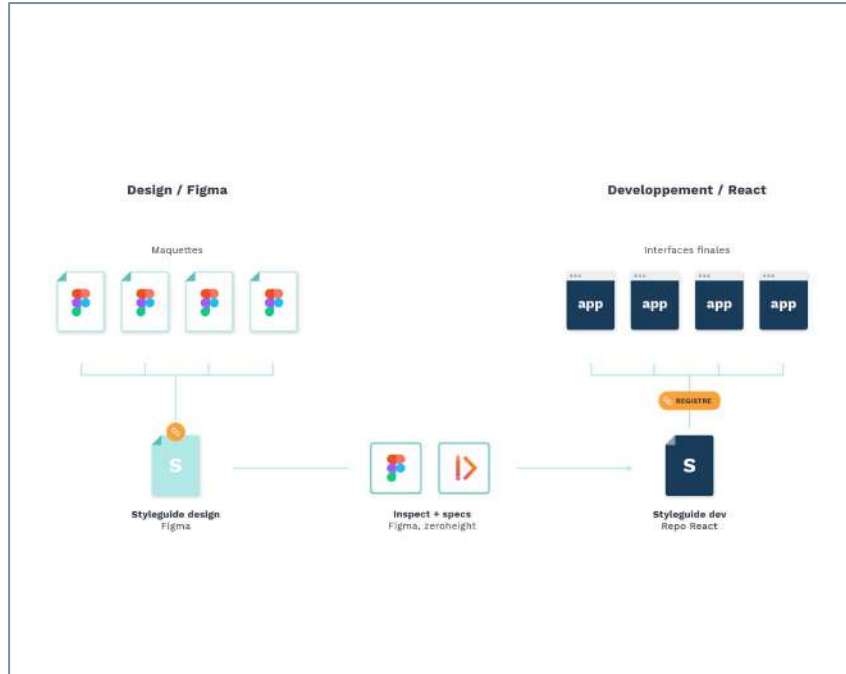 Design / Figma
Developpement / React
Maquettes
Interfaces finales
app
app
app
app
REGISTRE
S
S
Styleguide design
Figma
Inspect + specs
Figma, zeroheight
Styleguide dev
Repo React